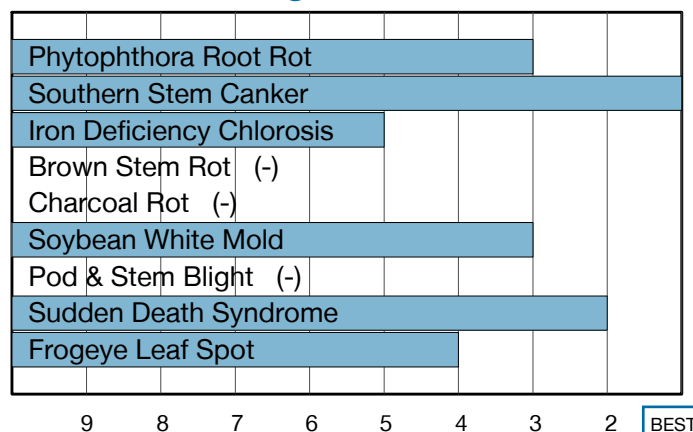 Phytophthora Root Rot
Southern Stem Canker
Iron Deficiency Chlorosis
Brown Stem Rot (-)
Charcoal Rot (-)
Soybean White Mold
Pod & Stem Blight (-)
Sudden Death Syndrome
Frogeye Leaf Spot
9 8 7 6 5 4 3 2 BEST